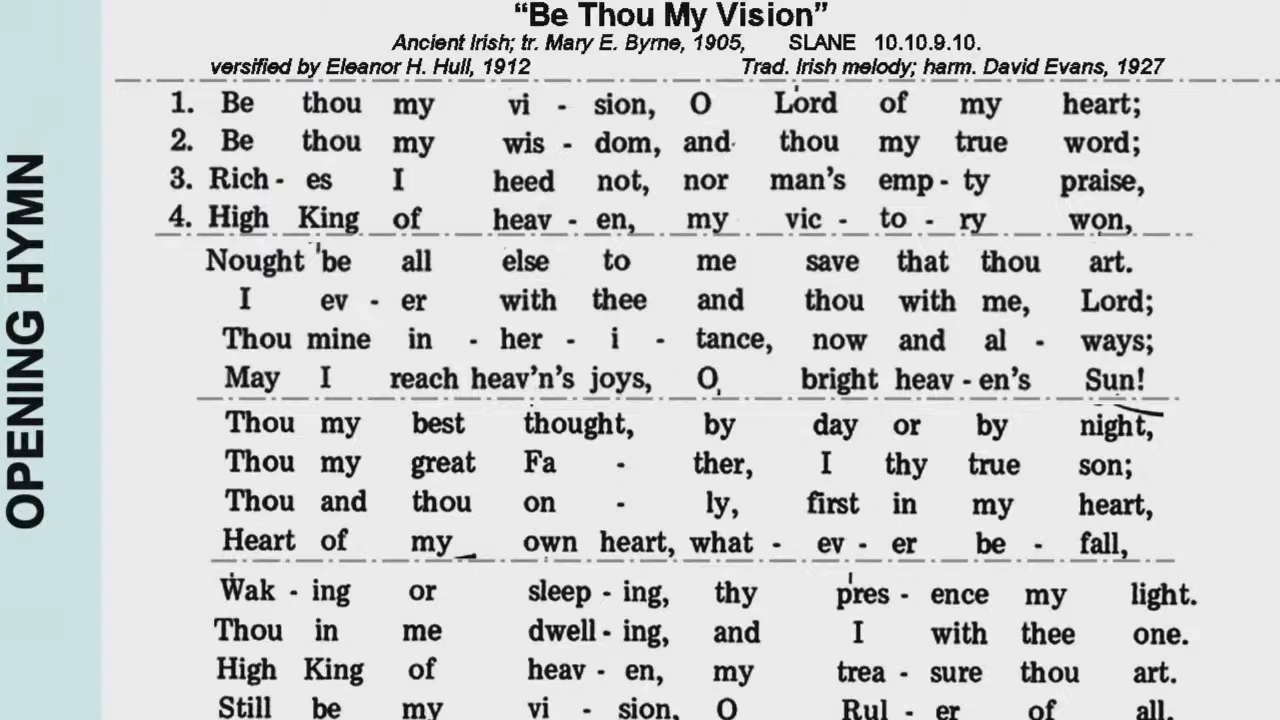 OPENING HYMN
“Be Thou My Vision”
Ancient Irish; tr. Mary E. Byrne, 1905, SLANE 10.10.9.10.
versified by Eleanor H. Hull, 1912 Trad. Irish melody; harm. David Evans, 1927
1. Be thou my vi - sion, O Lord of my heart;
2. Be thou my wis - dom, and thou my true word;
3. Rich - es I heed not, nor man's emp - ty praise,
4. High King of heav - en, my vic - to - ry won,
Nought be all else to me save that thou art.
I ev - er with thee and thou with me, Lord;
Thou mine in - her - i - tance, now and al - ways;
May I reach heav'n's joys, O bright heav - en's Sun!
Thou my best thought, by day or by night,
Thou my great Fa - ther, I thy true son;
Thou and thou on - ly, first in my heart,
Heart of my own heart, what - ev - er be - fall,
Wak - ing or sleep - ing, thy pres - ence my light.
Thou in me dwell - ing, and I with thee one.
High King of heav - en, my trea - sure thou art.
Still be my vi - sion, O Rul - er of all.